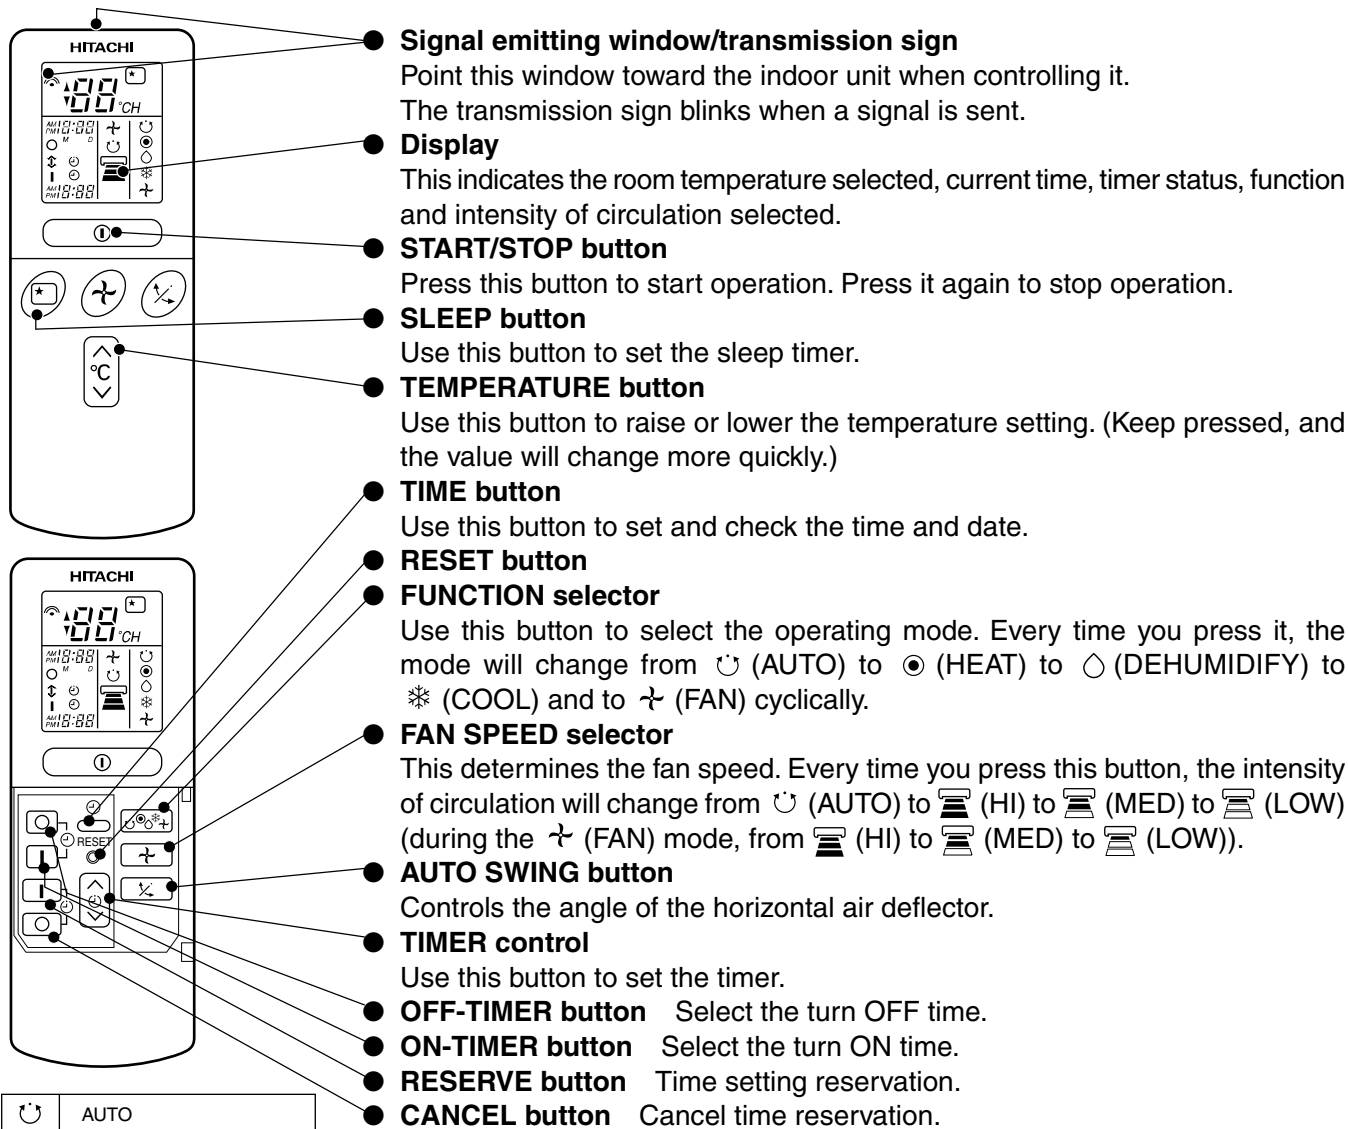 HITACHI
°CH
AM
PM
M D
AM
PM
°C
HITACHI
°CH
AM
PM
M D
AM
PM
RESET
● Signal emitting window/transmission sign
Point this window toward the indoor unit when controlling it.
The transmission sign blinks when a signal is sent.
● Display
This indicates the room temperature selected, current time, timer status, function
and intensity of circulation selected.
● START/STOP button
Press this button to start operation. Press it again to stop operation.
● SLEEP button
Use this button to set the sleep timer.
● TEMPERATURE button
Use this button to raise or lower the temperature setting. (Keep pressed, and
the value will change more quickly.)
● TIME button
Use this button to set and check the time and date.
● RESET button
● FUNCTION selector
Use this button to select the operating mode. Every time you press it, the
mode will change from (AUTO) to (HEAT) to (DEHUMIDIFY) to
(COOL) and to (FAN) cyclically.
● FAN SPEED selector
This determines the fan speed. Every time you press this button, the intensity
of circulation will change from (AUTO) to (HI) to (MED) to (LOW)
(during the (FAN) mode, from (HI) to (MED) to (LOW)).
● AUTO SWING button
Controls the angle of the horizontal air deflector.
● TIMER control
Use this button to set the timer.
● OFF-TIMER button Select the turn OFF time.
● ON-TIMER button Select the turn ON time.
● RESERVE button Time setting reservation.
● CANCEL button Cancel time reservation.
AUTO